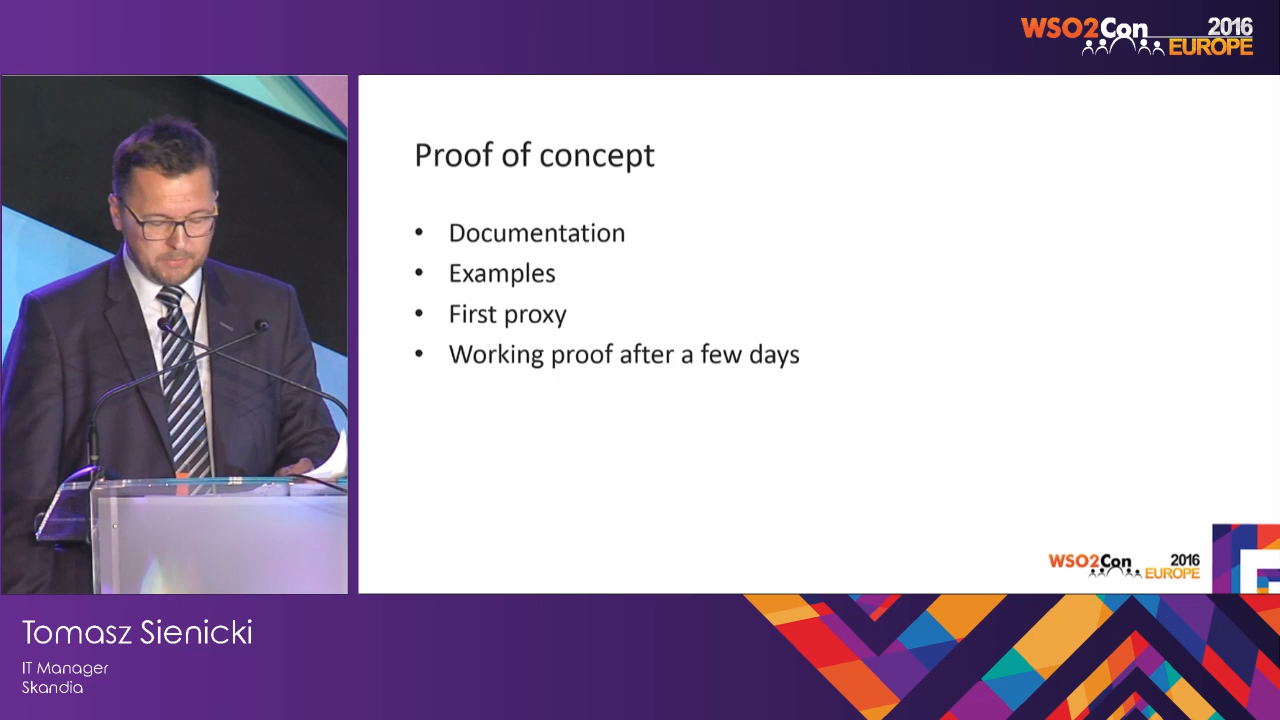 WSO2Con 2016
EUROPE
Proof of concept
• Documentation
• Examples
• First proxy
• Working proof after a few days
WSO2Con 2016
EUROPE
Tomasz Sienicki
IT Manager
Skandia